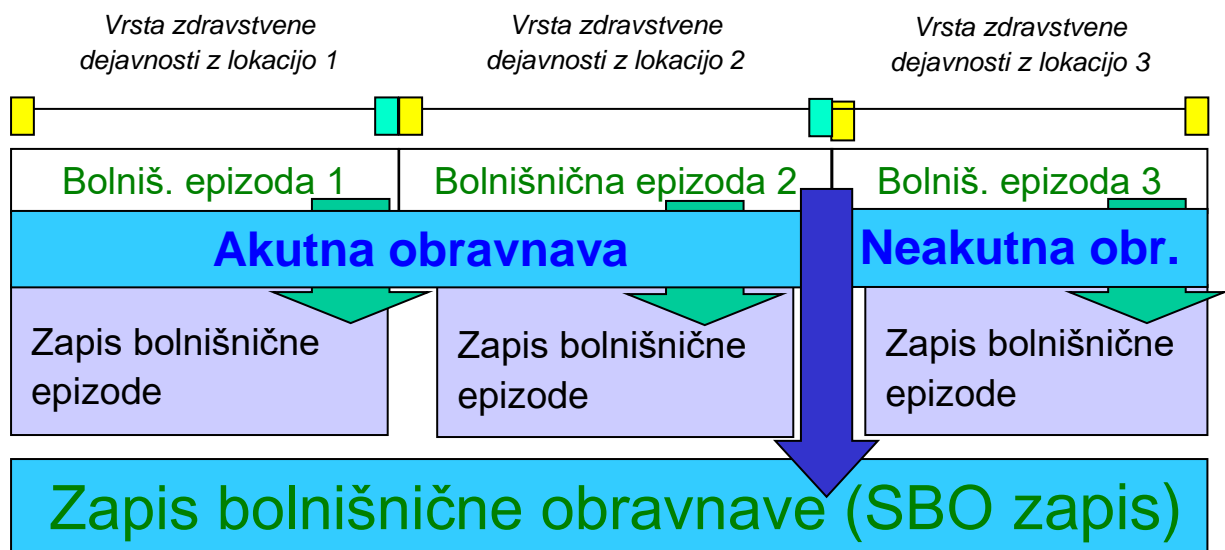 Vrsta zdravstvene
dejavnosti z lokacijo 1
Vrsta zdravstvene
dejavnosti z lokacijo 2
Vrsta zdravstvene
dejavnosti z lokacijo 3
Bolniš. epizoda 1
Bolnišnična epizoda 2
Bolniš. epizoda 3
Akutna obravnava
Neakutna obr.
Zapis bolnišnične
epizode
Zapis bolnišnične
epizode
Zapis bolnišnične
epizode
Zapis bolnišnične obravnave (SBO zapis)